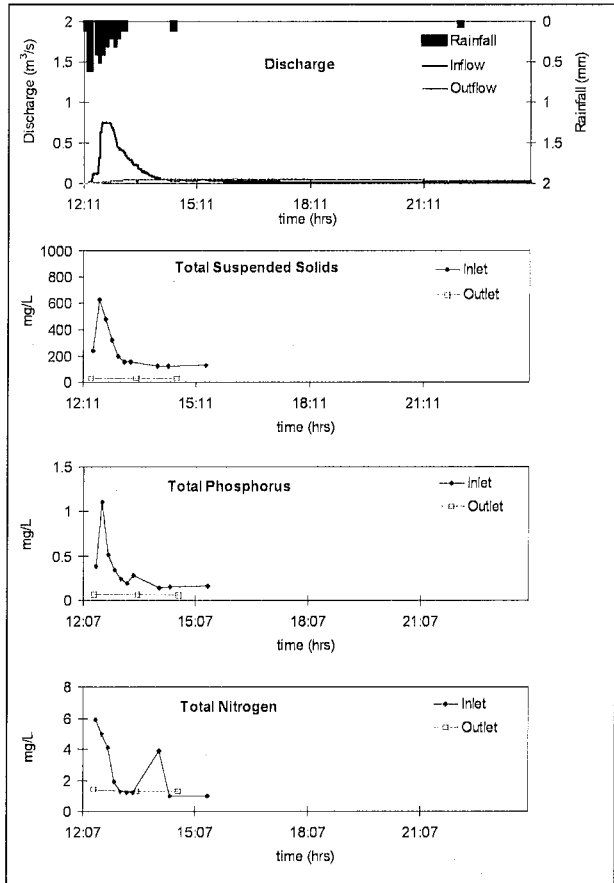 Discharge
Discharge (m³/s)
2
1.5
1
0.5
0
Rainfall
Inflow
Outflow
0
0.5
1
1.5
2
Rainfall (mm)
12:11 15:11 18:11 21:11
time (hrs)
Total Suspended Solids
mg/L
1000
800
600
400
200
0
Inlet
Outlet
12:11 15:11 18:11 21:11
time (hrs)
Total Phosphorus
mg/L
1.5
1
0.5
0
Inlet
Outlet
12:07 15:07 18:07 21:07
time (hrs)
Total Nitrogen
mg/L
8
6
4
2
0
Inlet
Outlet
12:07 15:07 18:07 21:07
time (hrs)